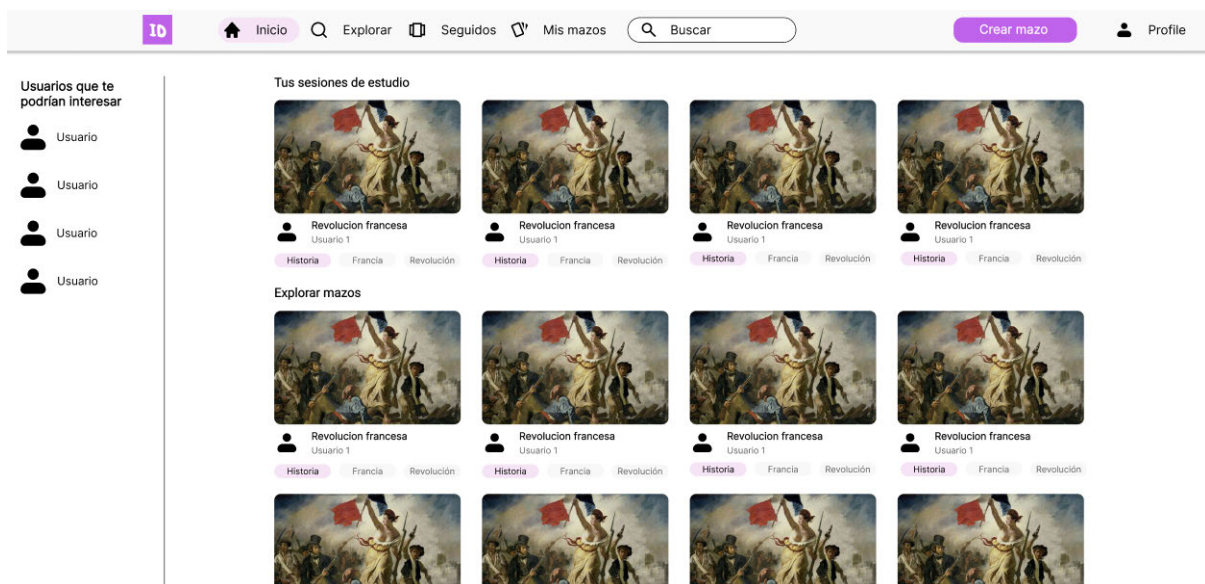 ID
Inicio
Explorar
Seguidos
Mis mazos
Buscar
Crear mazo
Profile
Usuarios que te
podrían interesar
Usuario
Usuario
Usuario
Usuario
Tus sesiones de estudio
Revolucion francesa
Usuario 1
Historia Francia Revolución
Revolucion francesa
Usuario 1
Historia Francia Revolución
Revolucion francesa
Usuario 1
Historia Francia Revolución
Revolucion francesa
Usuario 1
Historia Francia Revolución
Explorar mazos
Revolucion francesa
Usuario 1
Historia Francia Revolución
Revolucion francesa
Usuario 1
Historia Francia Revolución
Revolucion francesa
Usuario 1
Historia Francia Revolución
Revolucion francesa
Usuario 1
Historia Francia Revolución